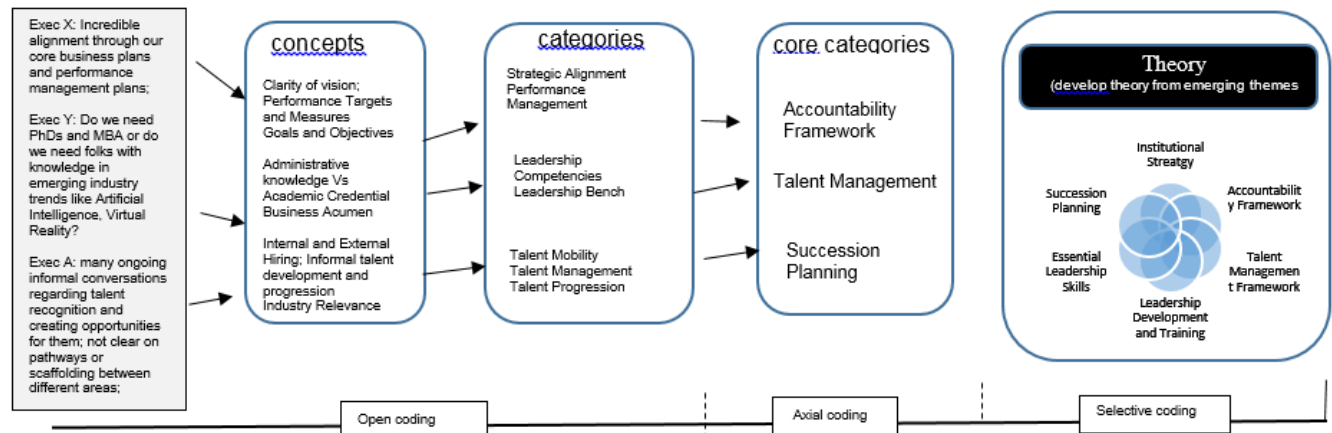 Exec X: Incredible
alignment through our
core business plans
and performance
management plans;
Exec Y: Do we need
PhDs and MBA or do
we need folks with
knowledge in
emerging industry
trends like Artificial
Intelligence, Virtual
Reality?
Exec A: many ongoing
informal conversations
regarding talent
recognition and
creating opportunities
for them; not clear on
pathways or
scaffolding between
different areas;
concepts
Clarity of vision;
Performance Targets
and Measures
Goals and Objectives
Administrative
knowledge Vs
Academic Credential
Business Acumen
Internal and External
Hiring; Informal talent
development and
progression
Industry Relevance
categories
Strategic Alignment
Performance
Management
Leadership
Competencies
Leadership Bench
Talent Mobility
Talent Management
Talent Progression
core categories
Accountability
Framework
Talent Management
Succession
Planning
Theory
(develop theory from emerging themes
Institutional
Streatgy
Accountabilit
y Framework
Talent
Managemen
t Framework
Leadership
Development
and Training
Essential
Leadership
Skills
Succession
Planning
Open coding
Axial coding
Selective coding